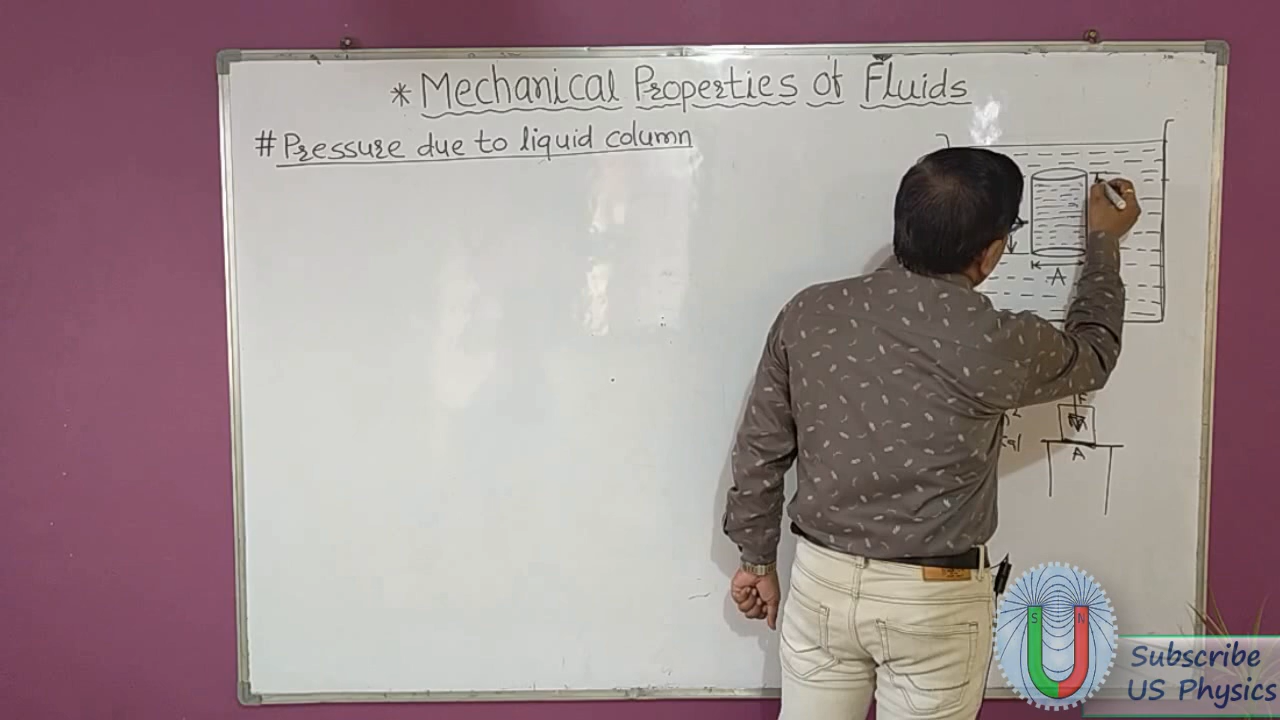 * Mechanical Properties of Fluids
# Pressure due to liquid column
A
F
A
S N
Subscribe
US Physics